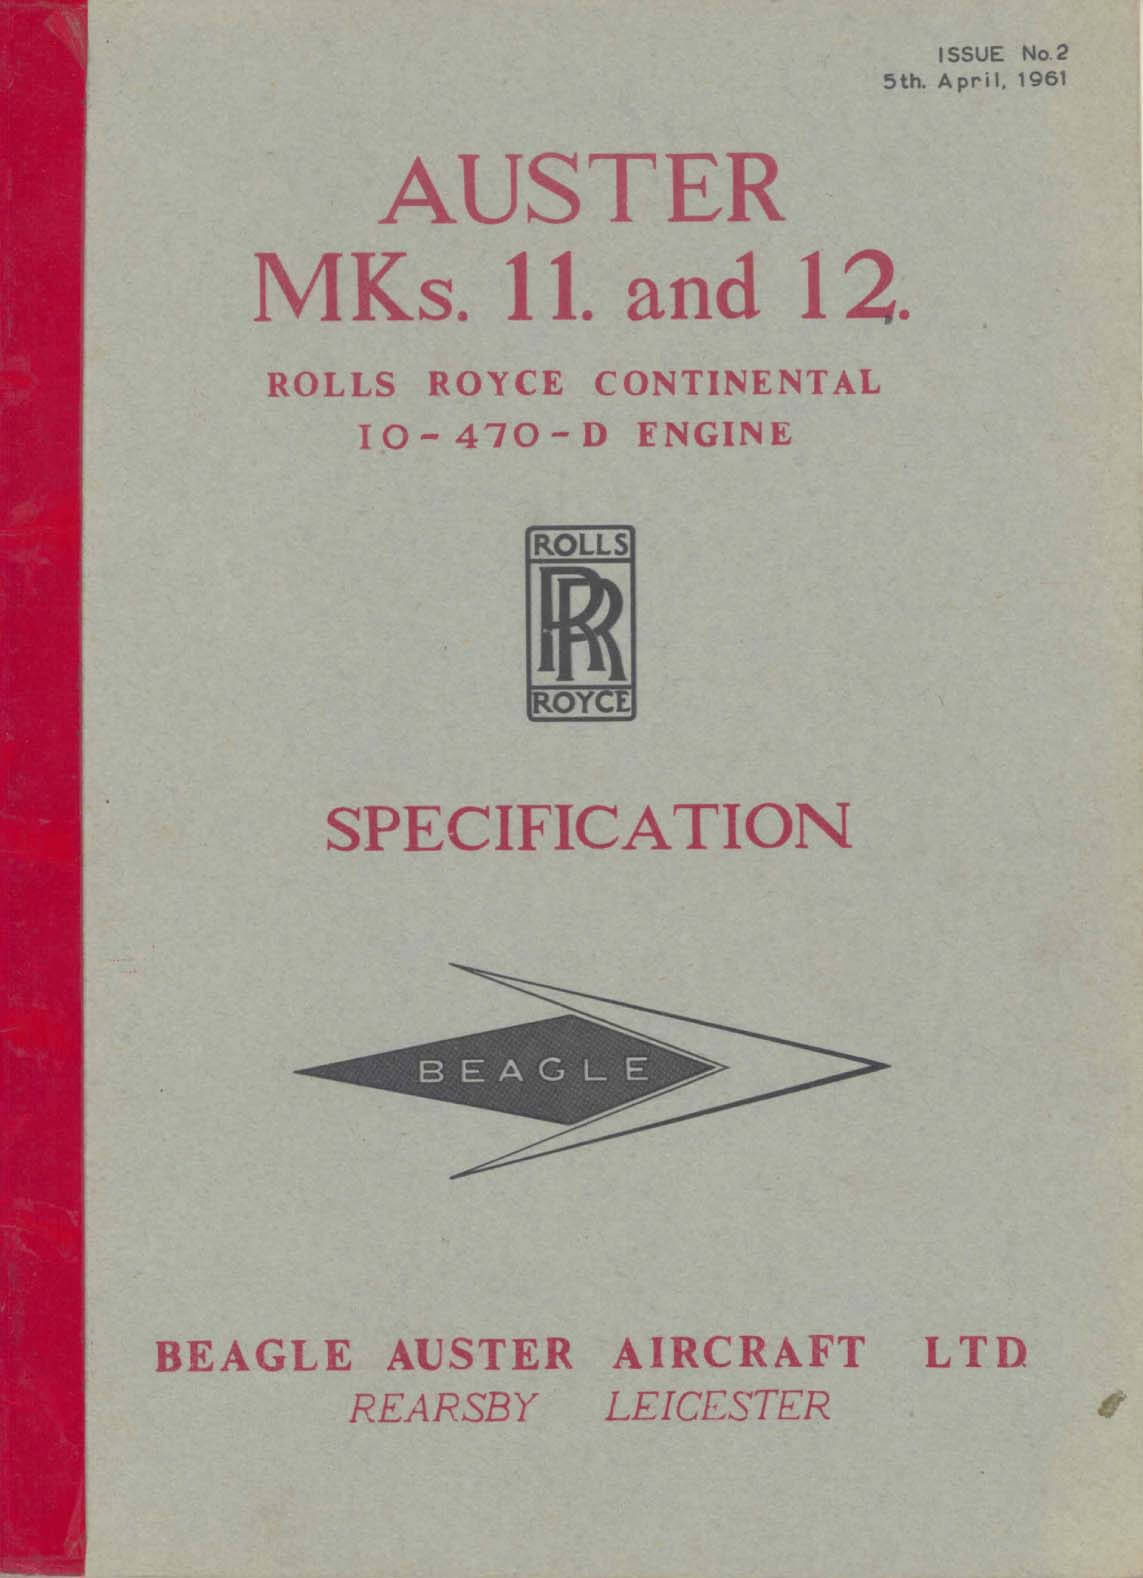 ISSUE No. 2
5th. April, 1961
AUSTER
MKs. 11. and 12.
ROLLS ROYCE CONTINENTAL
IO-470-D ENGINE
ROLLS
RR
ROYCE
SPECIFICATION
BEAGLE
BEAGLE AUSTER AIRCRAFT LTD
REARSBY LEICESTER